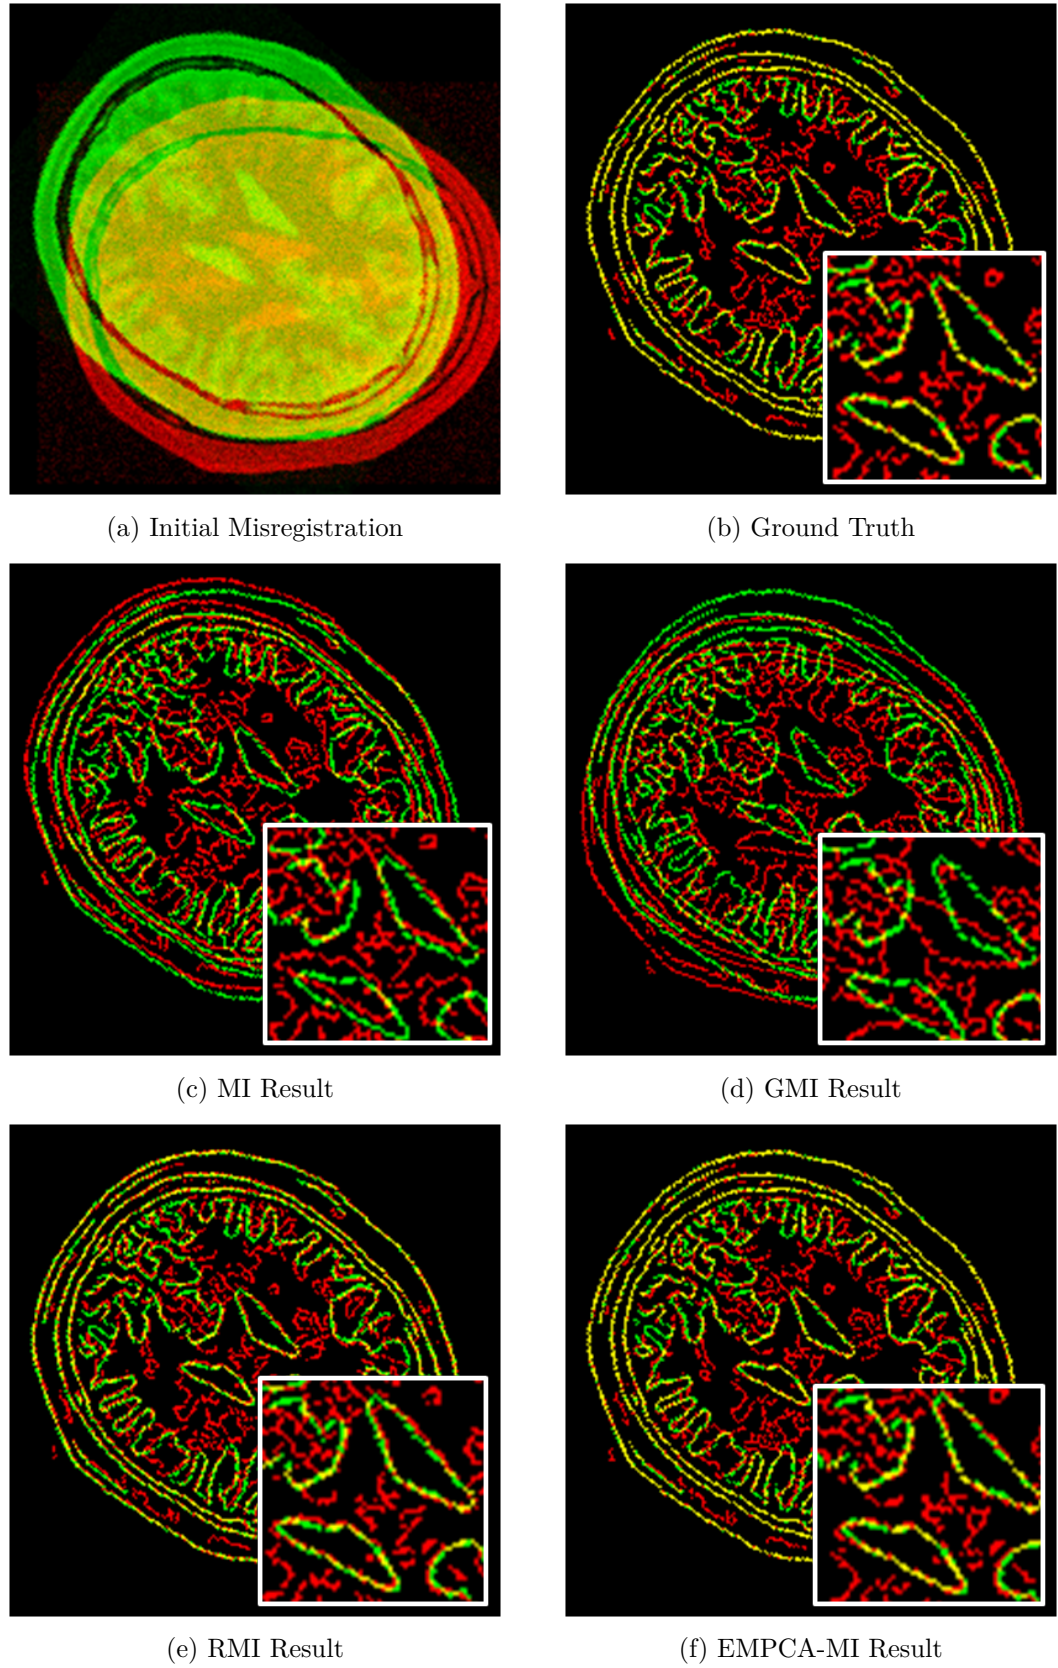 (a) Initial Misregistration
(b) Ground Truth
(c) MI Result
(d) GMI Result
(e) RMI Result
(f) EMPCA-MI Result